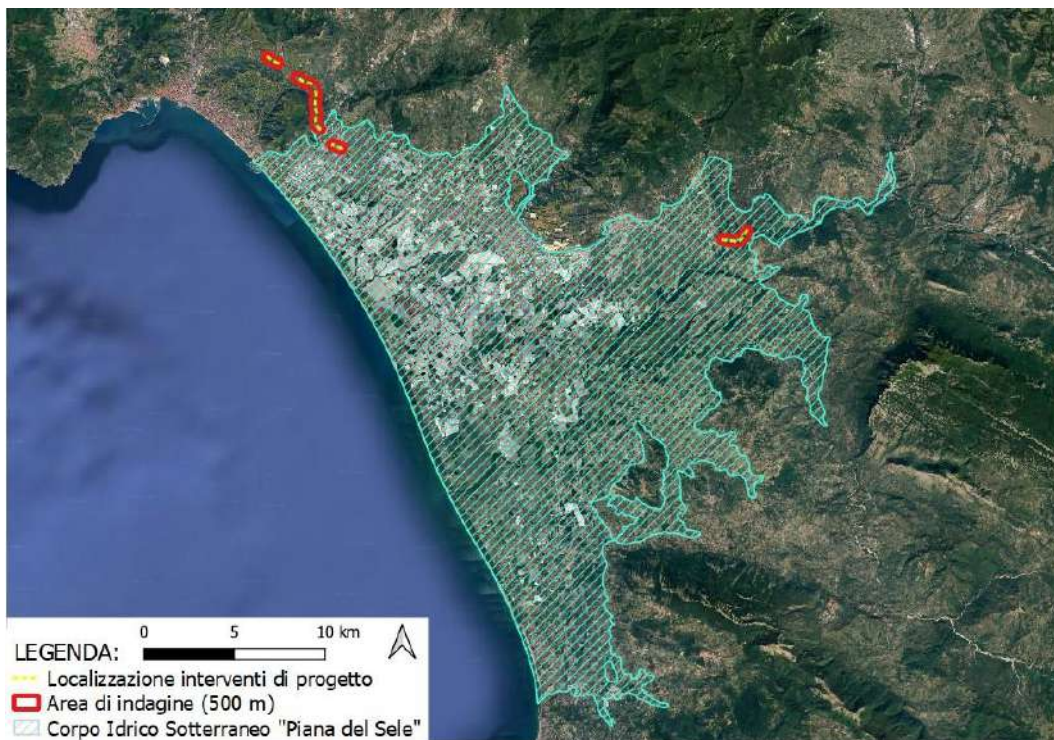 0 5 10 km
LEGENDA:
Localizzazione interventi di progetto
Area di indagine (500 m)
Corpo Idrico Sotterraneo "Piana del Sele"